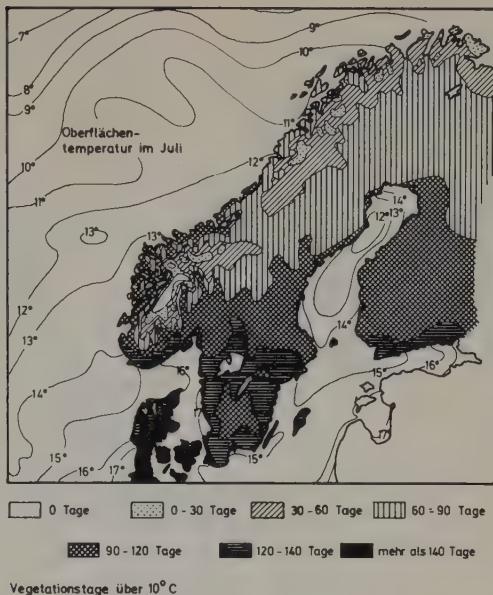 7°
9°
10°
8°
9°
Oberflächen-
temperatur im Juli
11°
10°
12°
11°
14°
12° 13°
13°
13°
12°
13°
14°
14°
16°
15°
16°
17
17
15°
15°
16°
17°
0 Tage
0-30 Tage
30-60 Tage
60-90 Tage
90-120 Tage
120-140 Tage
mehr als 140 Tage
Vegetationstage über 10°C